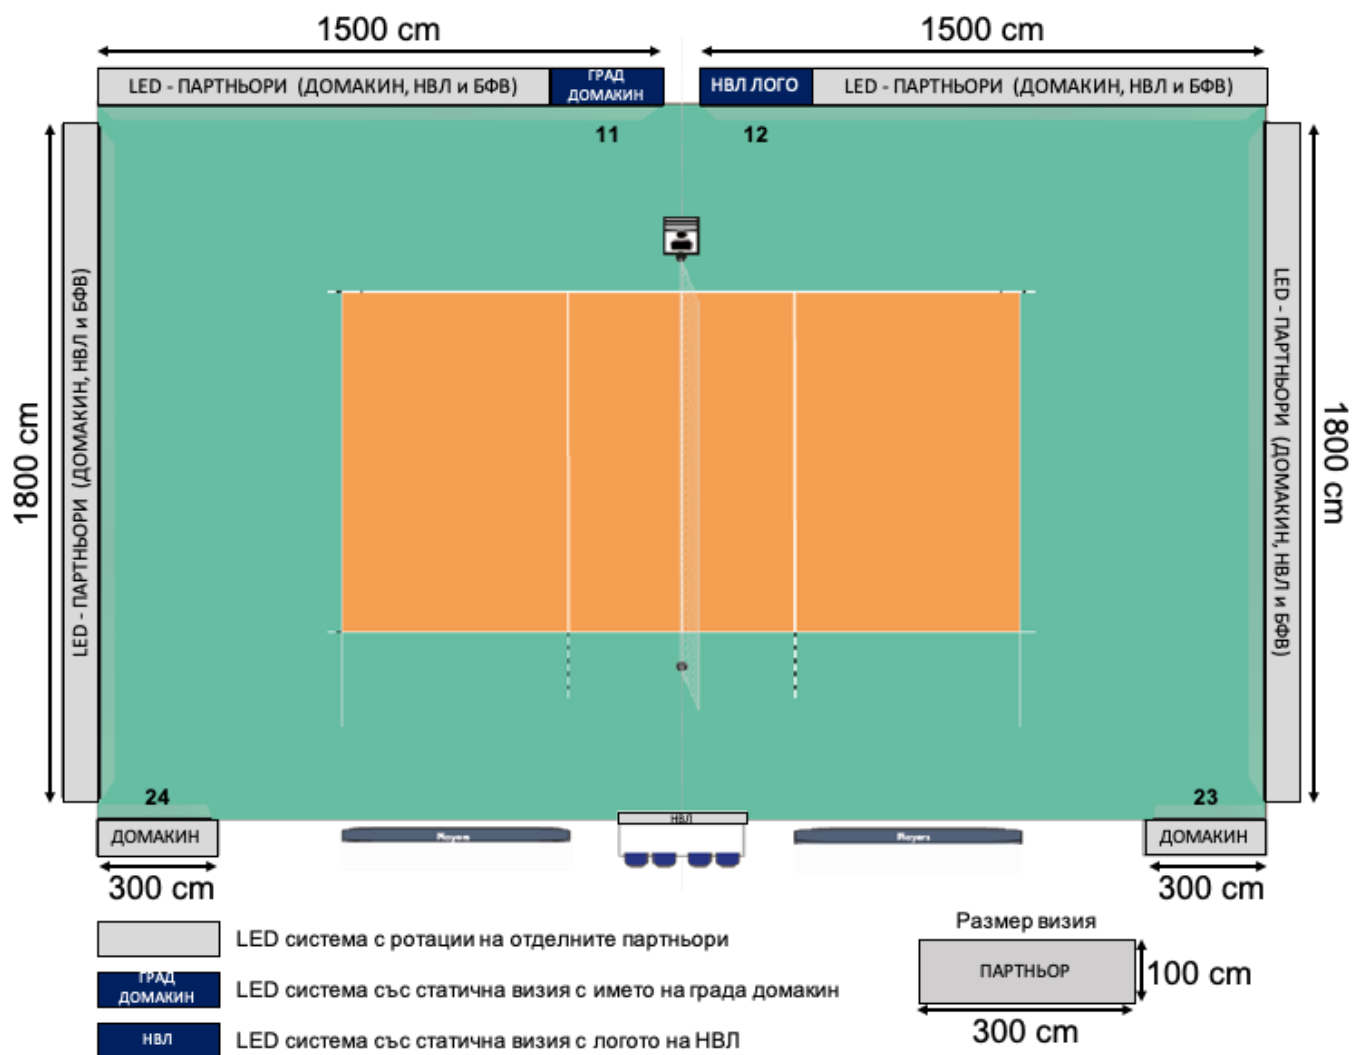 1500 cm
1500 cm
LED - ПАРТНЬОРИ (ДОМАКИН, НВЛ и БФВ)
ГРАД
ДОМАКИН
НВЛ ЛОГО
LED - ПАРТНЬОРИ (ДОМАКИН, НВЛ и БФВ)
11
12
1800 cm
LED - ПАРТНЬОРИ (ДОМАКИН, НВЛ и БФВ)
LED - ПАРТНЬОРИ (ДОМАКИН, НВЛ и БФВ)
1800 cm
24
23
ДОМАКИН
Players
НВЛ
Players
ДОМАКИН
300 cm
300 cm
LED система с ротации на отделните партньори
ГРАД
ДОМАКИН
LED система със статична визия с името на града домакин
НВЛ
LED система със статична визия с логото на НВЛ
Размер визия
ПАРТНЬОР
100 cm
300 cm